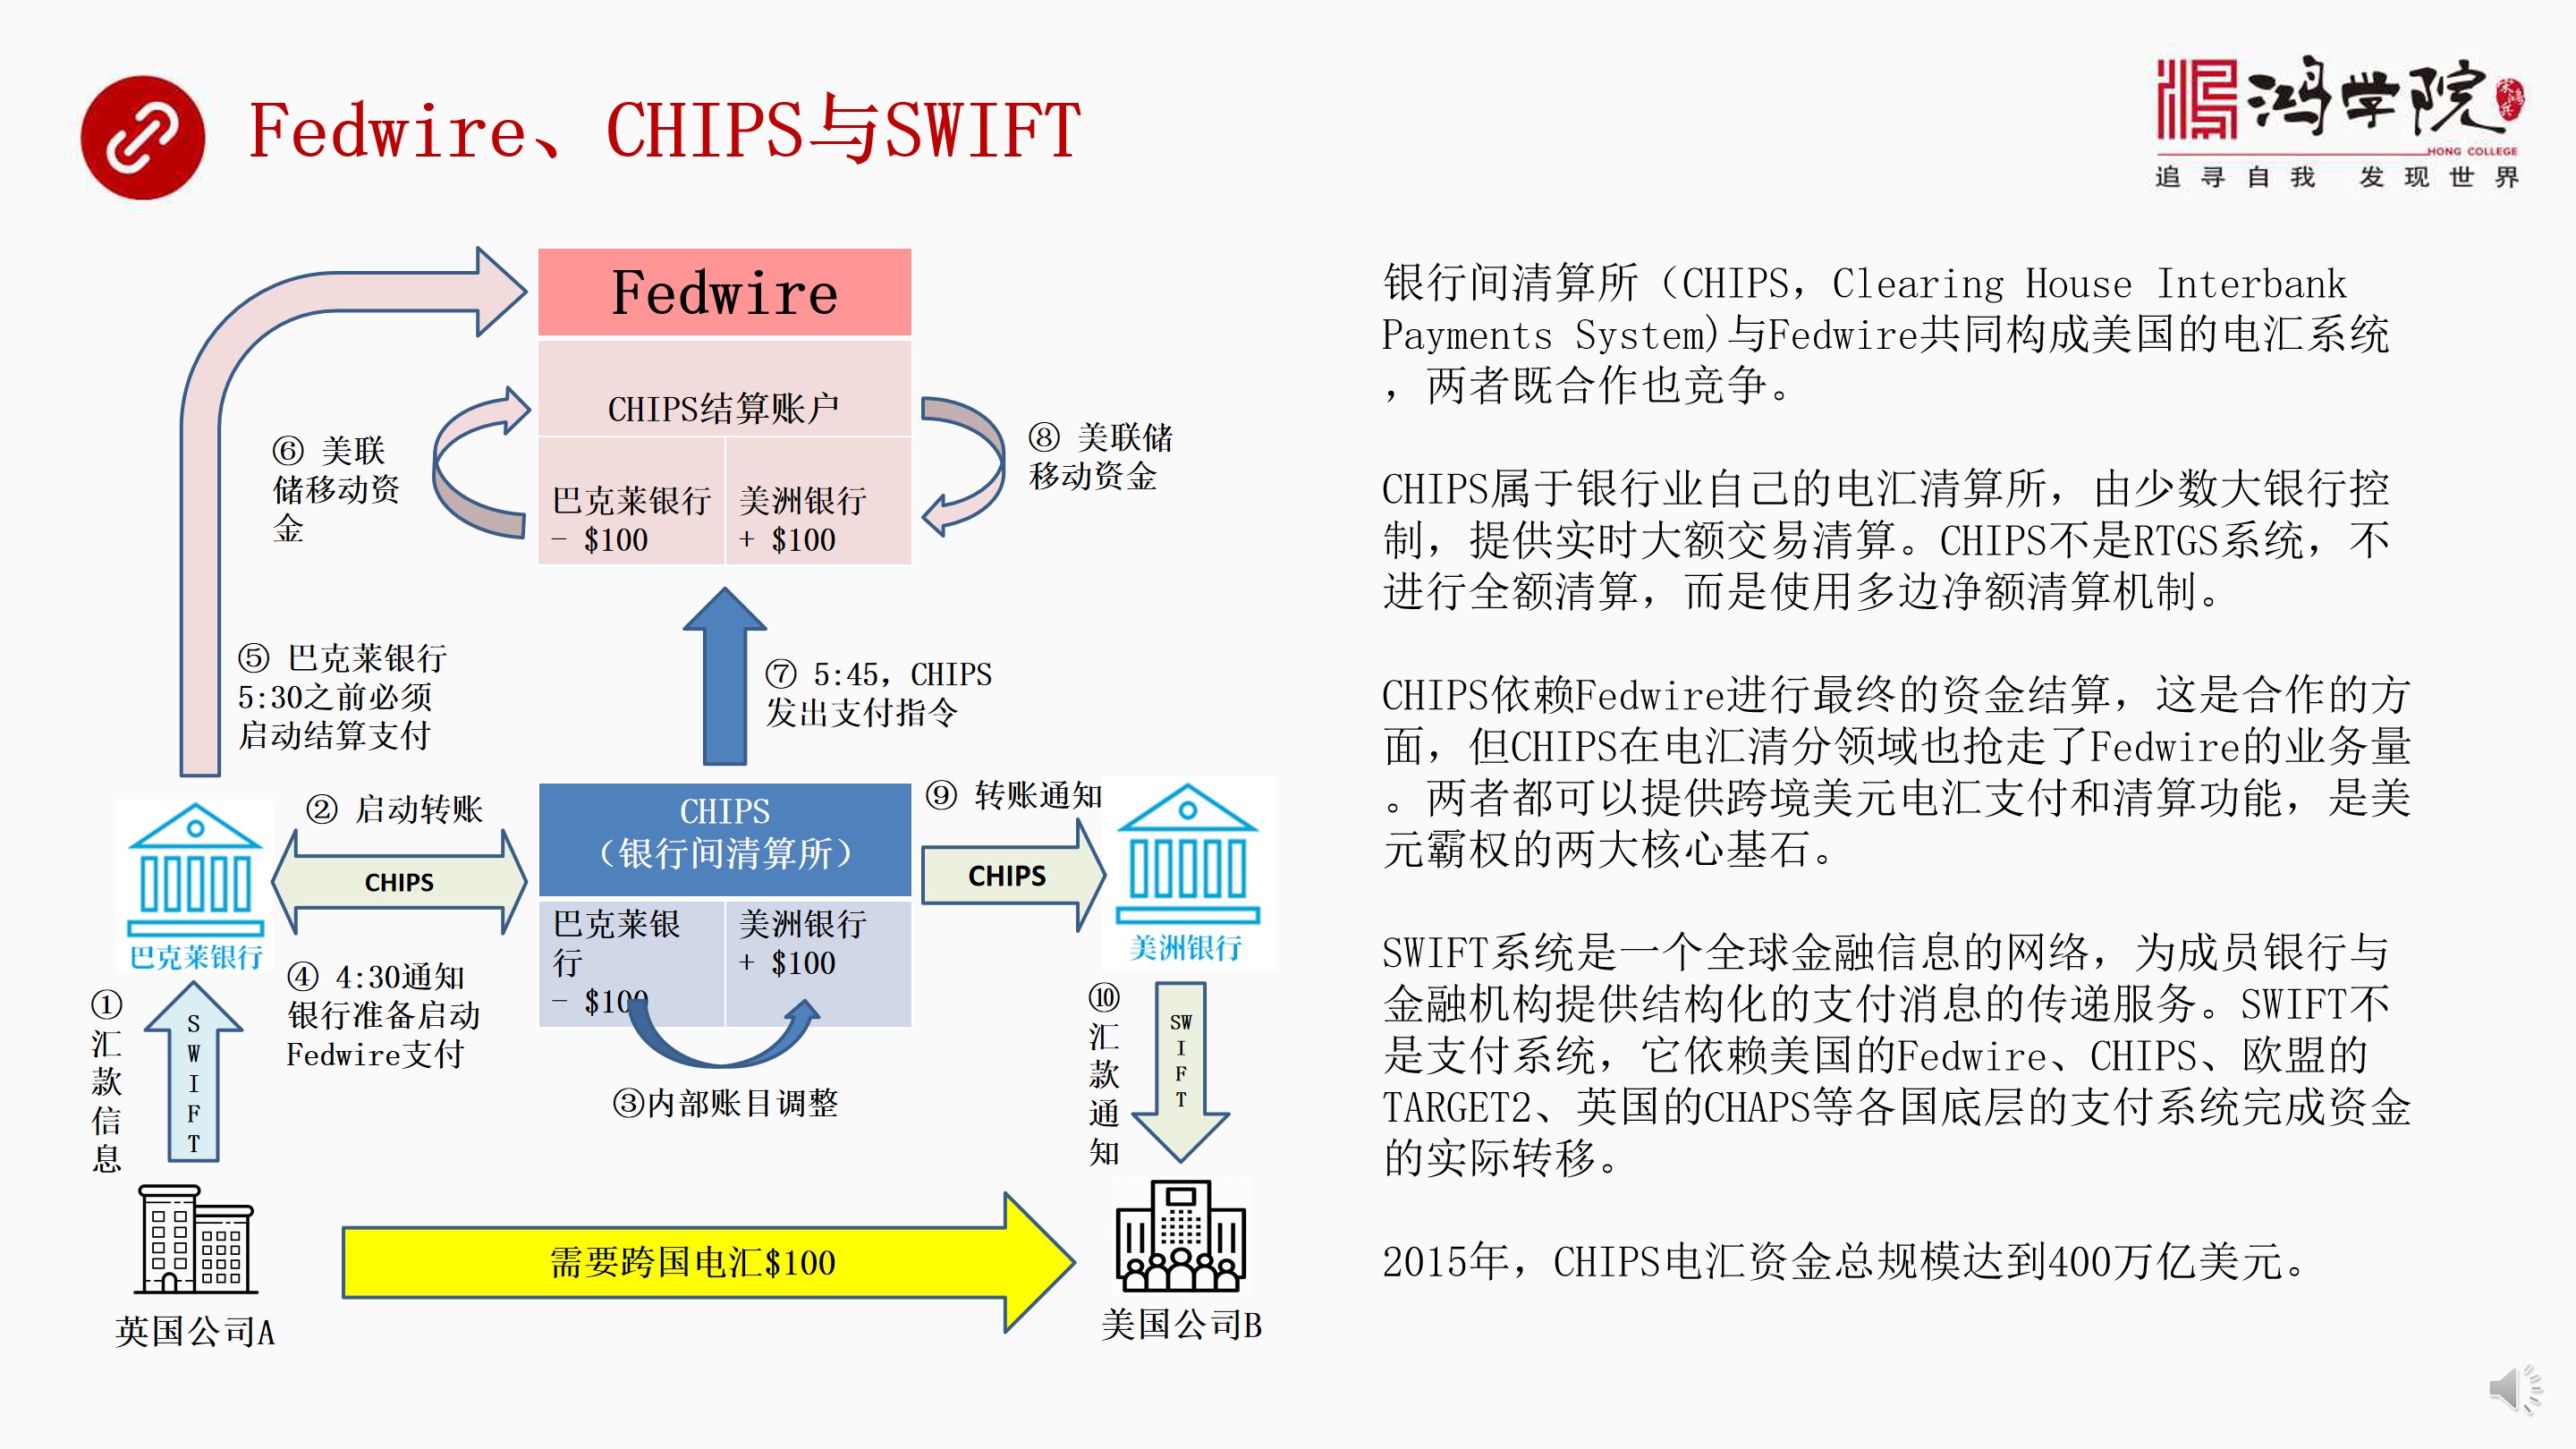 Fedwire、CHIPS与SWIFT
鸿学院
HONG COLLEGE
追寻自我 发现世界
Fedwire
CHIPS结算账户
巴克莱银行
- $100
美洲银行
+ $100
⑥ 美联
储移动资
金
⑧ 美联储
移动资金
⑤ 巴克莱银行
5:30之前必须
启动结算支付
⑦ 5:45，CHIPS
发出支付指令
② 启动转账
CHIPS
CHIPS
（银行间清算所）
巴克莱银
行
- $100
美洲银行
+ $100
⑨ 转账通知
CHIPS
巴克莱银行
美洲银行
④ 4:30通知
银行准备启动
Fedwire支付
③内部账目调整
①
汇
款
信
息
S
W
I
F
T
⑩
汇
款
通
知
SW
I
F
T
需要跨国电汇$100
英国公司A
美国公司B
银行间清算所（CHIPS，Clearing House Interbank
Payments System)与Fedwire共同构成美国的电汇系统
，两者既合作也竞争。
CHIPS属于银行业自己的电汇清算所，由少数大银行控
制，提供实时大额交易清算。CHIPS不是RTGS系统，不
进行全额清算，而是使用多边净额清算机制。
CHIPS依赖Fedwire进行最终的资金结算，这是合作的方
面，但CHIPS在电汇清分领域也抢走了Fedwire的业务量
。两者都可以提供跨境美元电汇支付和清算功能，是美
元霸权的两大核心基石。
SWIFT系统是一个全球金融信息的网络，为成员银行与
金融机构提供结构化的支付消息的传递服务。SWIFT不
是支付系统，它依赖美国的Fedwire、CHIPS、欧盟的
TARGET2、英国的CHAPS等各国底层的支付系统完成资金
的实际转移。
2015年，CHIPS电汇资金总规模达到400万亿美元。